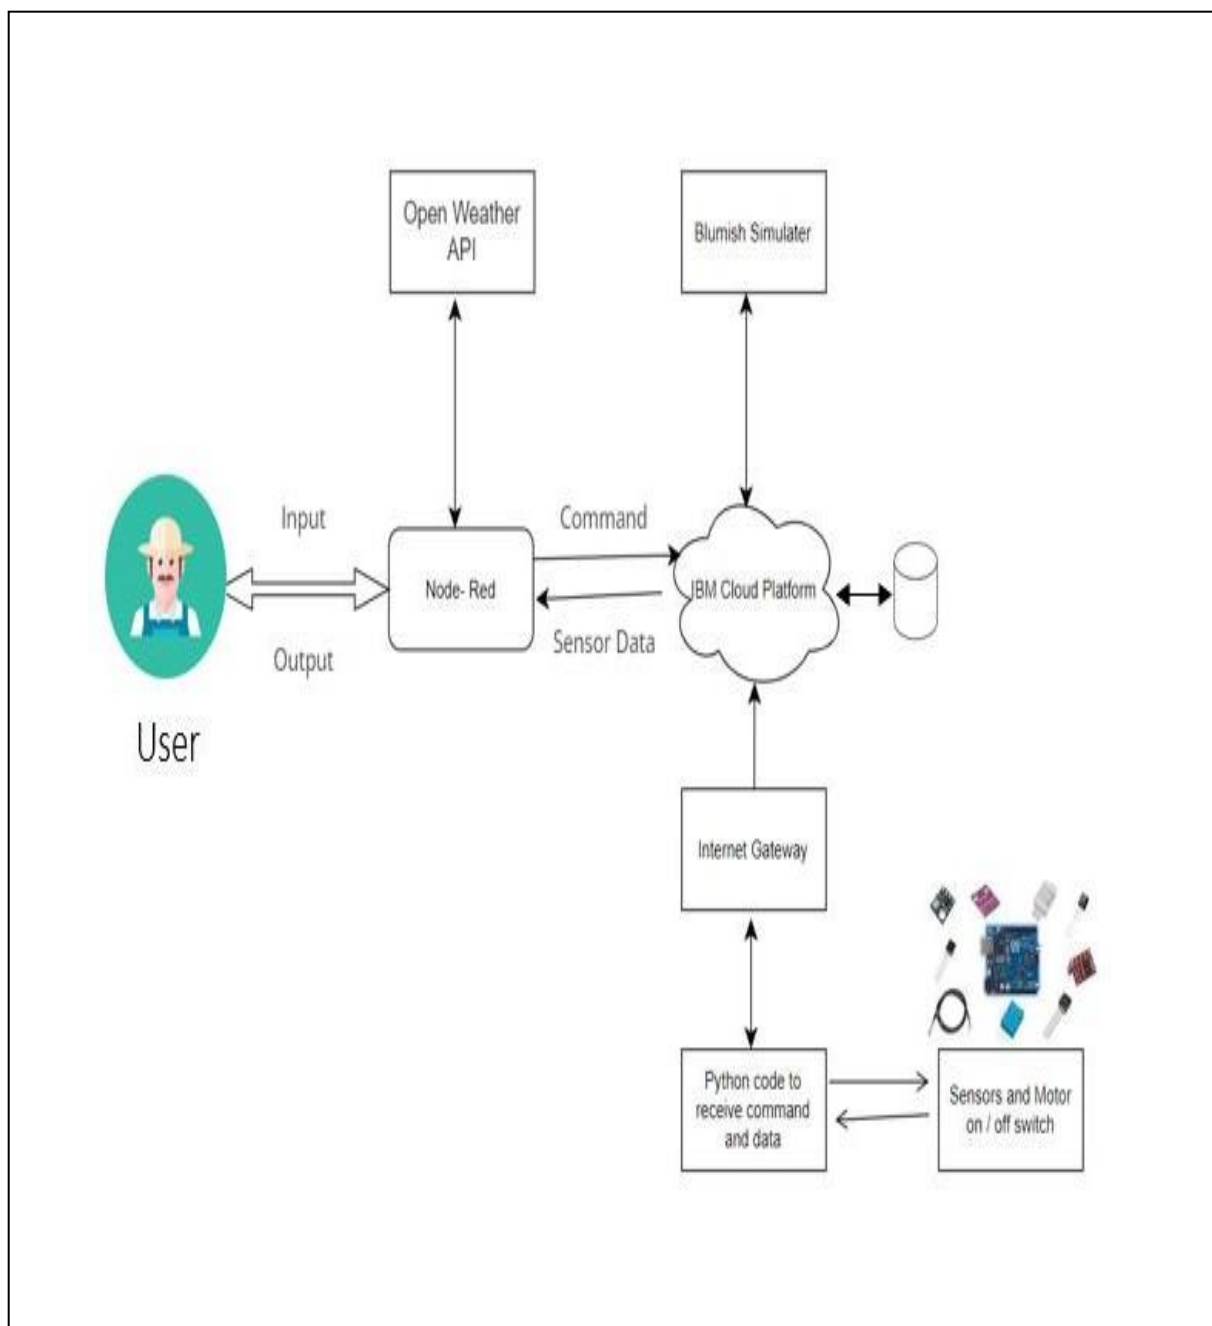 Open Weather
API
Blumish Simulater
Input
Command
Node- Red
IBM Cloud Platform
Output
Sensor Data
User
Internet Gateway
Python code to
receive command
and data
Sensors and Motor
on / off switch